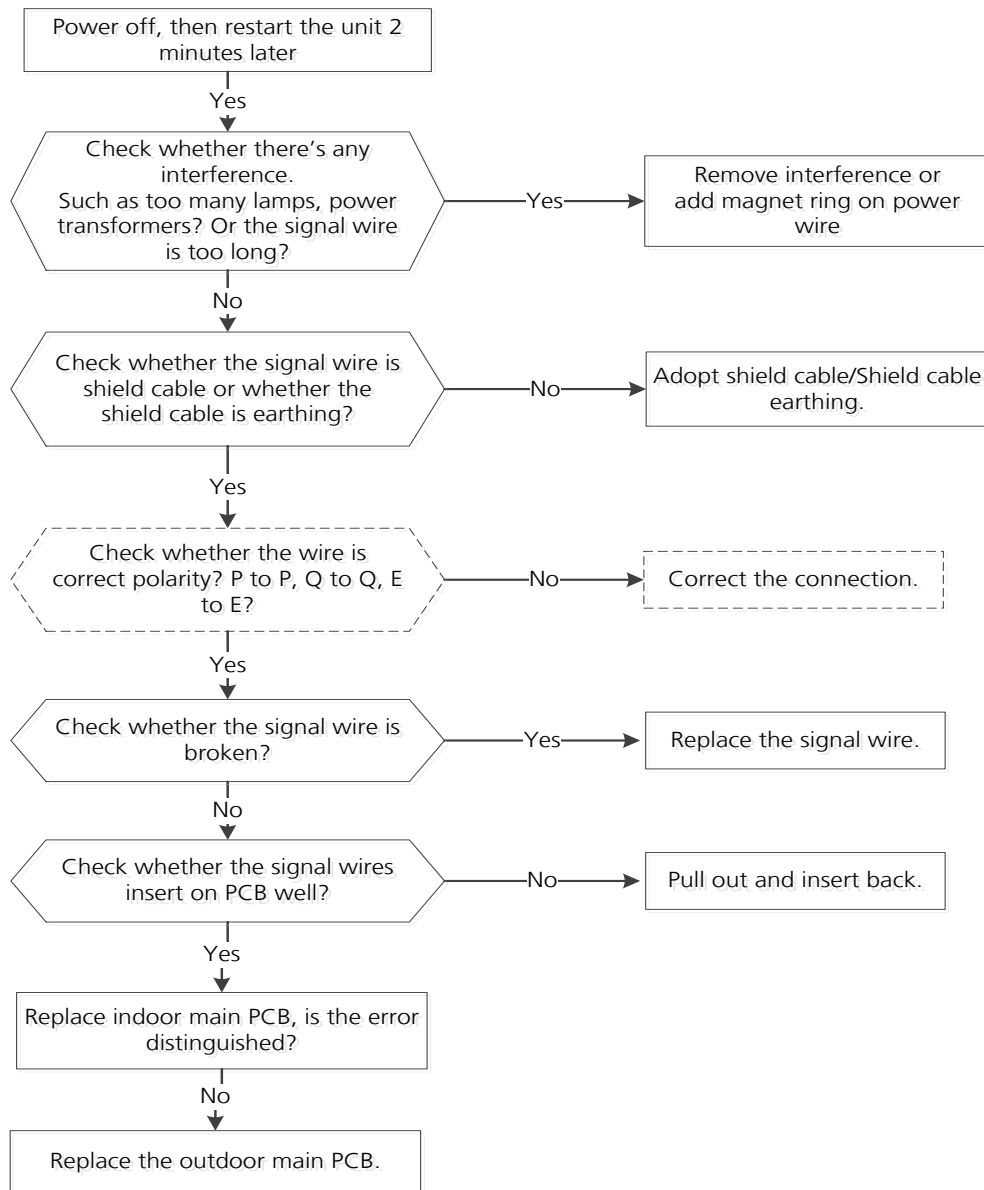 Power off, then restart the unit 2
minutes later
Yes
Check whether there's any
interference.
Such as too many lamps, power
transformers? Or the signal wire
is too long?
Yes
Remove interference or
add magnet ring on power
wire
No
Check whether the signal wire is
shield cable or whether the
shield cable is earthing?
No
Adopt shield cable/Shield cable
earthing.
Yes
Check whether the wire is
correct polarity? P to P, Q to Q, E
to E?
No
Correct the connection.
Yes
Check whether the signal wire is
broken?
Yes
Replace the signal wire.
No
Check whether the signal wires
insert on PCB well?
No
Pull out and insert back.
Yes
Replace indoor main PCB, is the error
distinguished?
No
Replace the outdoor main PCB.